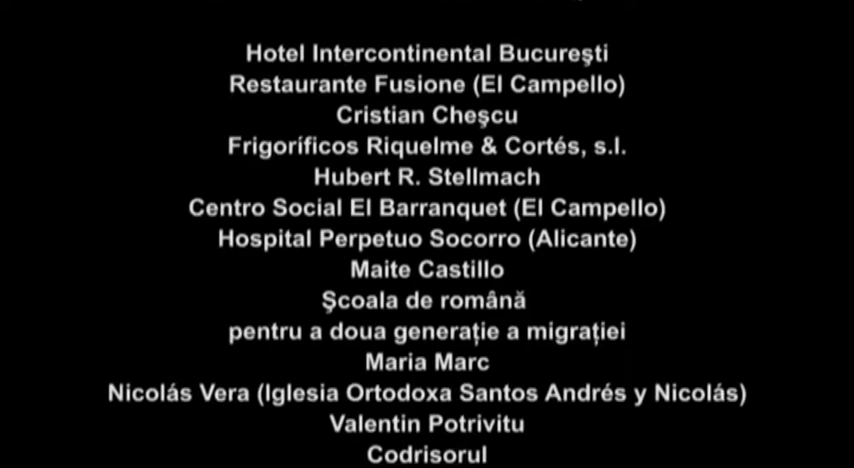 Hotel Intercontinental Bucureşti
Restaurante Fusione (El Campello)
Cristian Cheşcu
Frigoríficos Riquelme & Cortés, s.l.
Hubert R. Stellmach
Centro Social El Barranquet (El Campello)
Hospital Perpetuo Socorro (Alicante)
Maite Castillo
Şcoala de română
pentru a doua generaţie a migraţiei
Maria Marc
Nicolás Vera (Iglesia Ortodoxa Santos Andrés y Nicolás)
Valentin Potrivitu
Codrisorul